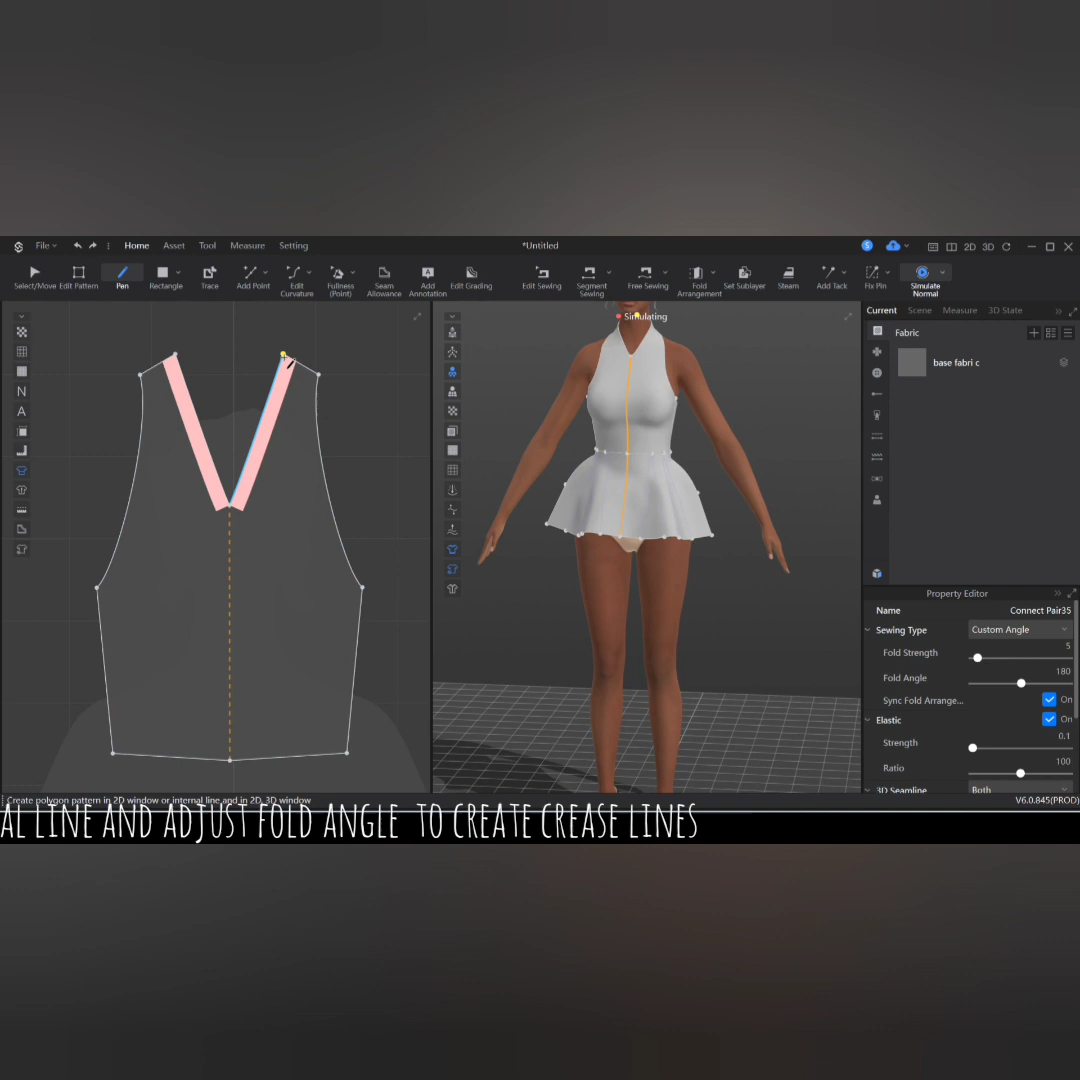 File
Home
Asset
Tool
Measure
Setting
*Untitled
S
2D
3D
Select/Move
Edit Pattern
Pen
Rectangle
Trace
Add Point
Edit
Curvature
Fullness
(Point)
Seam
Allowance
Add
Annotation
Edit Grading
Edit Sewing
Segment
Sewing
Free Sewing
Fold
Arrangement
Set Sublayer
Steam
Add Tack
Fix Pin
Simulate
Normal
Simulating
N
A
Current
Scene
Measure
3D State
Fabric
base fabri c
Property Editor
Name
Connect Pair35
Sewing Type
Custom Angle
Fold Strength
5
Fold Angle
180
Sync Fold Arrange...
On
Elastic
On
Strength
0.1
Ratio
100
3D Seamline
Both
Create polygon pattern in 2D window or internal line and in 2D, 3D window
V6.0.845(PROD)
AL LINE AND ADJUST FOLD ANGLE TO CREATE CREASE LINES